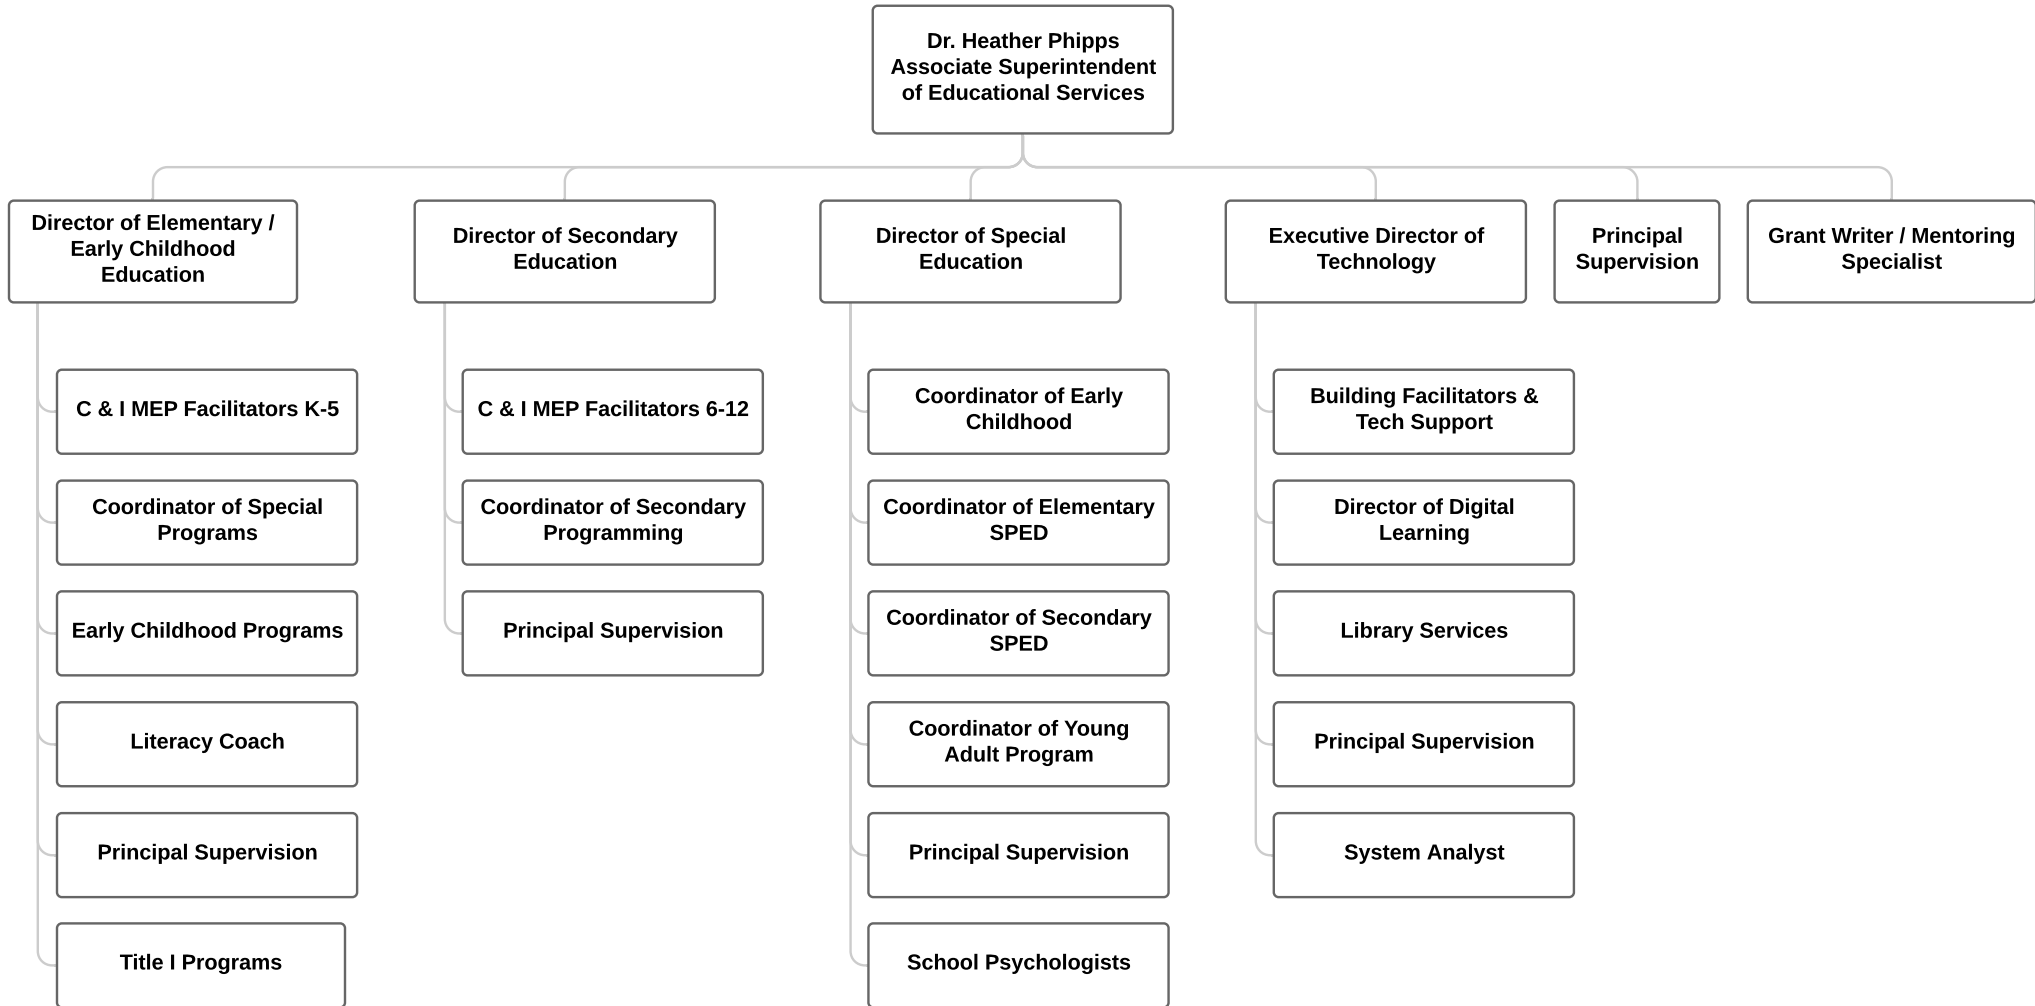 Dr. Heather Phipps
Associate Superintendent
of Educational Services
Director of Elementary /
Early Childhood
Education
Director of Secondary
Education
Director of Special
Education
Executive Director of
Technology
Principal
Supervision
Grant Writer / Mentoring
Specialist
C & I MEP Facilitators K-5
Coordinator of Special
Programs
Early Childhood Programs
Literacy Coach
Principal Supervision
Title I Programs
C & I MEP Facilitators 6-12
Coordinator of Secondary
Programming
Principal Supervision
Coordinator of Early
Childhood
Coordinator of Elementary
SPED
Coordinator of Secondary
SPED
Coordinator of Young
Adult Program
Principal Supervision
School Psychologists
Building Facilitators &
Tech Support
Director of Digital
Learning
Library Services
Principal Supervision
System Analyst